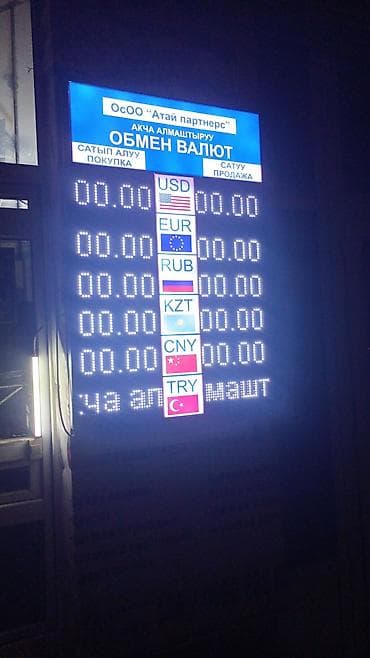 ОсОО "Атай партнерс"
АКЧА АЛМАШТЫРУУ
ОБМЕН ВАЛЮТ
САТЫП АЛУУ
ПОКУПКА
САТУУ
ПРОДАЖА
00.00 USD 00.00
00.00 EUR 00.00
00.00 RUB 00.00
00.00 KZT 00.00
00.00 CNY 00.00
TRY
ча ал машт